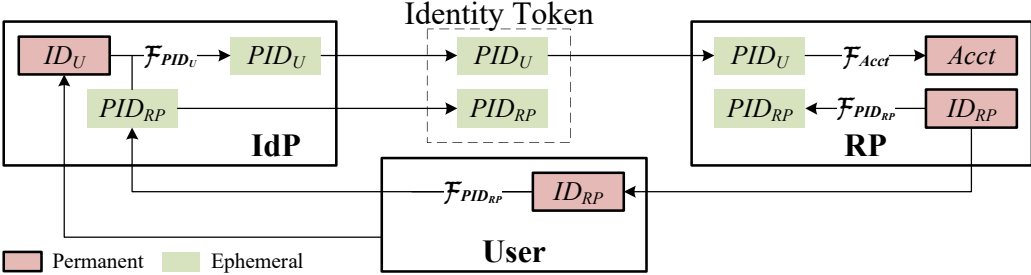 Identity Token
ID_U
F_PID_U
PID_U
PID_U
PID_U
F_Acct
Acct
PID_RP
PID_RP
PID_RP
F_PID_RP
ID_RP
IdP
RP
F_PID_RP
ID_RP
User
Permanent
Ephemeral